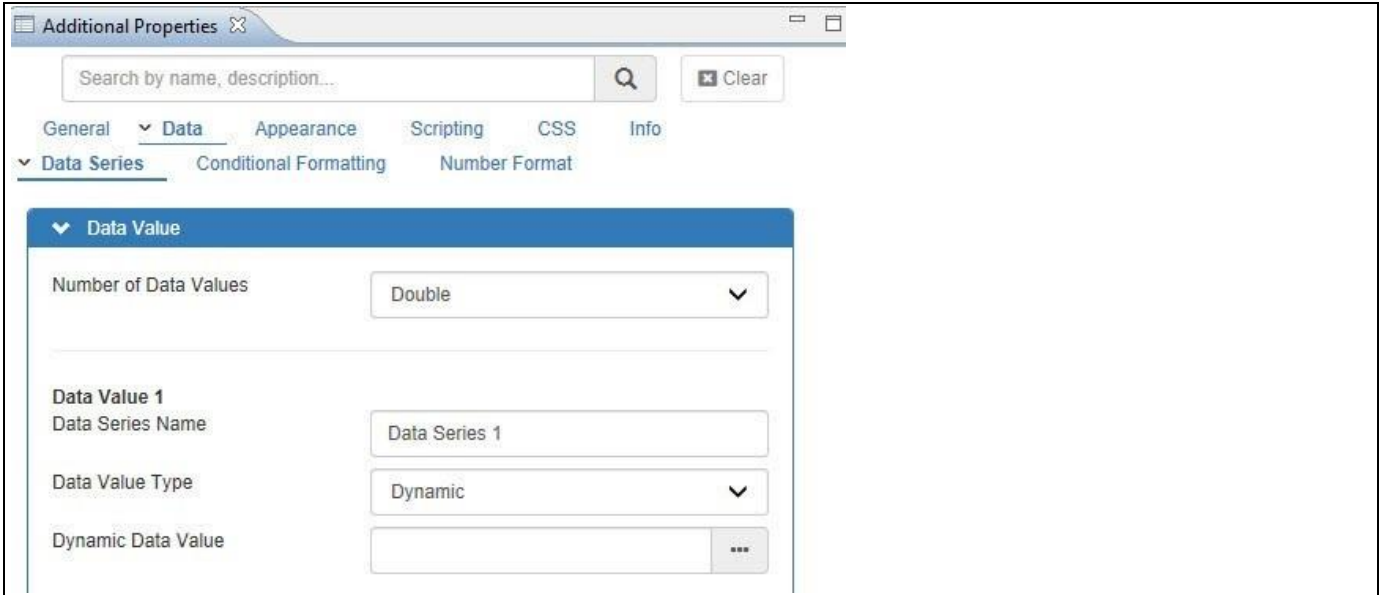 Additional Properties
Search by name, description...
Clear
General Data Appearance Scripting CSS Info
Data Series Conditional Formatting Number Format
Data Value
Number of Data Values Double
Data Value 1
Data Series Name Data Series 1
Data Value Type Dynamic
Dynamic Data Value ...